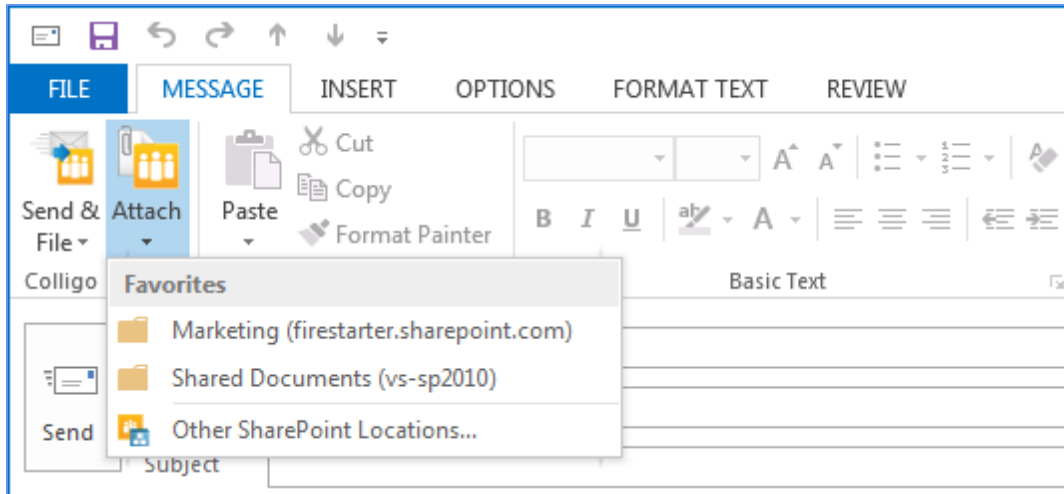 FILE MESSAGE INSERT OPTIONS FORMAT TEXT REVIEW
Send & File
Attach
Paste
Cut
Copy
Format Painter
B I U
Colligo
Basic Text
Favorites
Marketing (firestarter.sharepoint.com)
Shared Documents (vs-sp2010)
Other SharePoint Locations...
Send
Subject